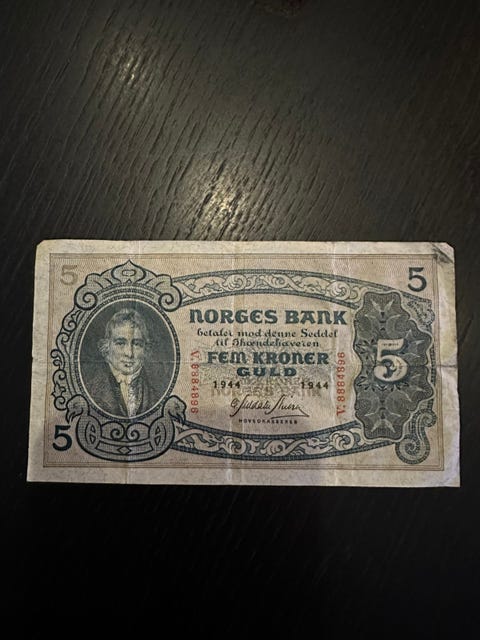 5
5
NORGES BANK
betaler mod denne Seddel
til Ihændehaveren
FEM KRONER
GULD
1944 1944
HOVEDKASSERER
V.8884896
V.8884896
5
5